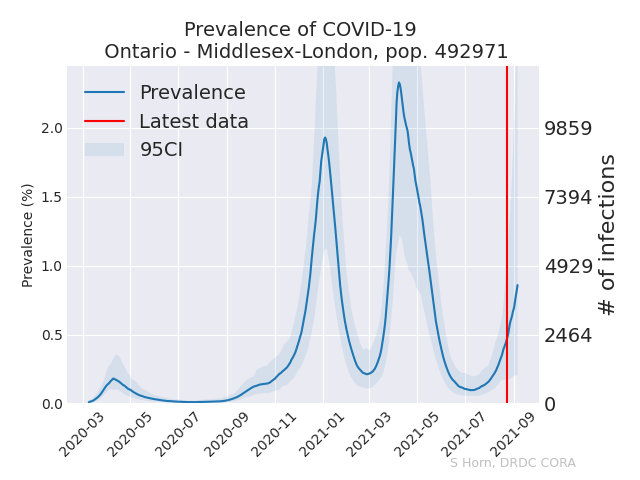 Prevalence of COVID-19
Ontario - Middlesex-London, pop. 492971
Prevalence
Latest data
95CI
Prevalence (%)
2.0
1.5
1.0
0.5
0.0
9859
7394
4929
2464
0
# of infections
2020-03
2020-05
2020-07
2020-09
2020-11
2021-01
2021-03
2021-05
2021-07
2021-09
S Horn, DRDC CORA